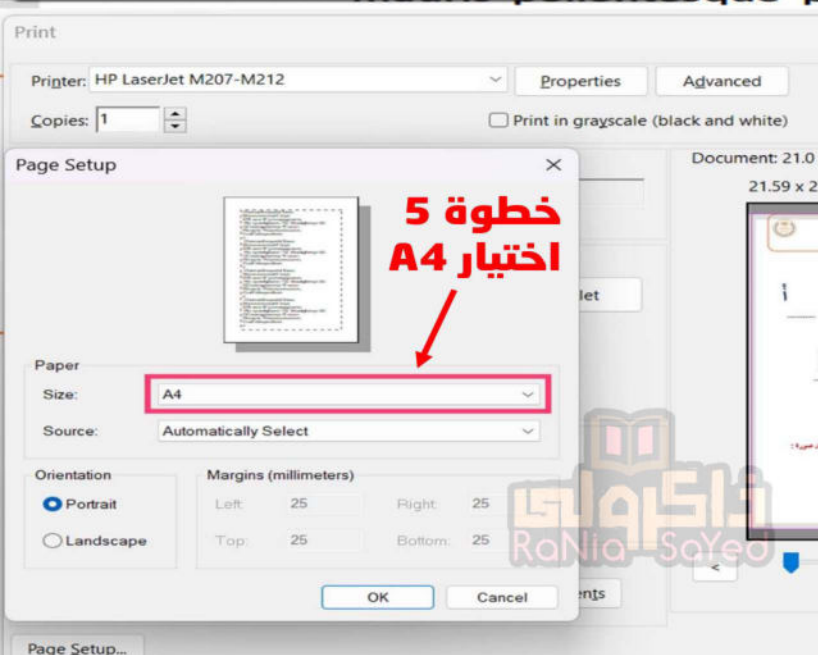 Print
Printer: HP LaserJet M207-M212
Properties
Advanced
Copies: 1
Print in grayscale (black and white)
Page Setup
Document: 21.0
21.59 x 2
خطوة 5
اختيار A4
let
أ
Paper
Size: A4
Source: Automatically Select
Orientation
Portrait
Landscape
Margins (millimeters)
Left: 25 Right: 25
Top: 25 Bottom: 25
ذاكرولي
RaNia SaYed
<
OK
Cancel
ents
Page Setup...